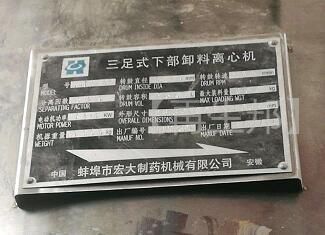 三足式下部卸料离心机
型号 转鼓直径 mm 转鼓转速
MODEL DRUM INSIDE DIA DRUM RPM
分离因数 转鼓容积 最大装料量
SEPARATING FACTOR DRUM VOL MAX LOADING WGT
电动机功率 KW 外形尺寸
MOTOR POWER OVERALL DIMENSIONS
机器重量 出厂编号 出厂日期
WEIGHT MANUF NO
中国 蚌埠市宏大制药机械有限公司 安徽